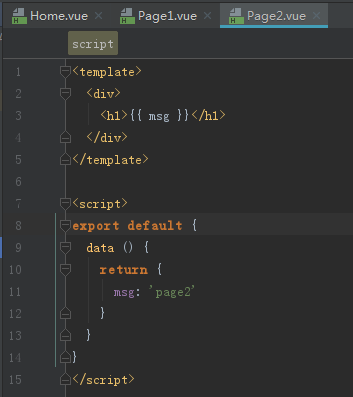 Home.vue Page1.vue Page2.vue
script
1 <template>
2 <div>
3 <h1>{{ msg }}</h1>
4 </div>
5 </template>
6
7 <script>
8 export default {
9 data () {
10 return {
11 msg: 'page2'
12 }
13 }
14 }
15 </script>